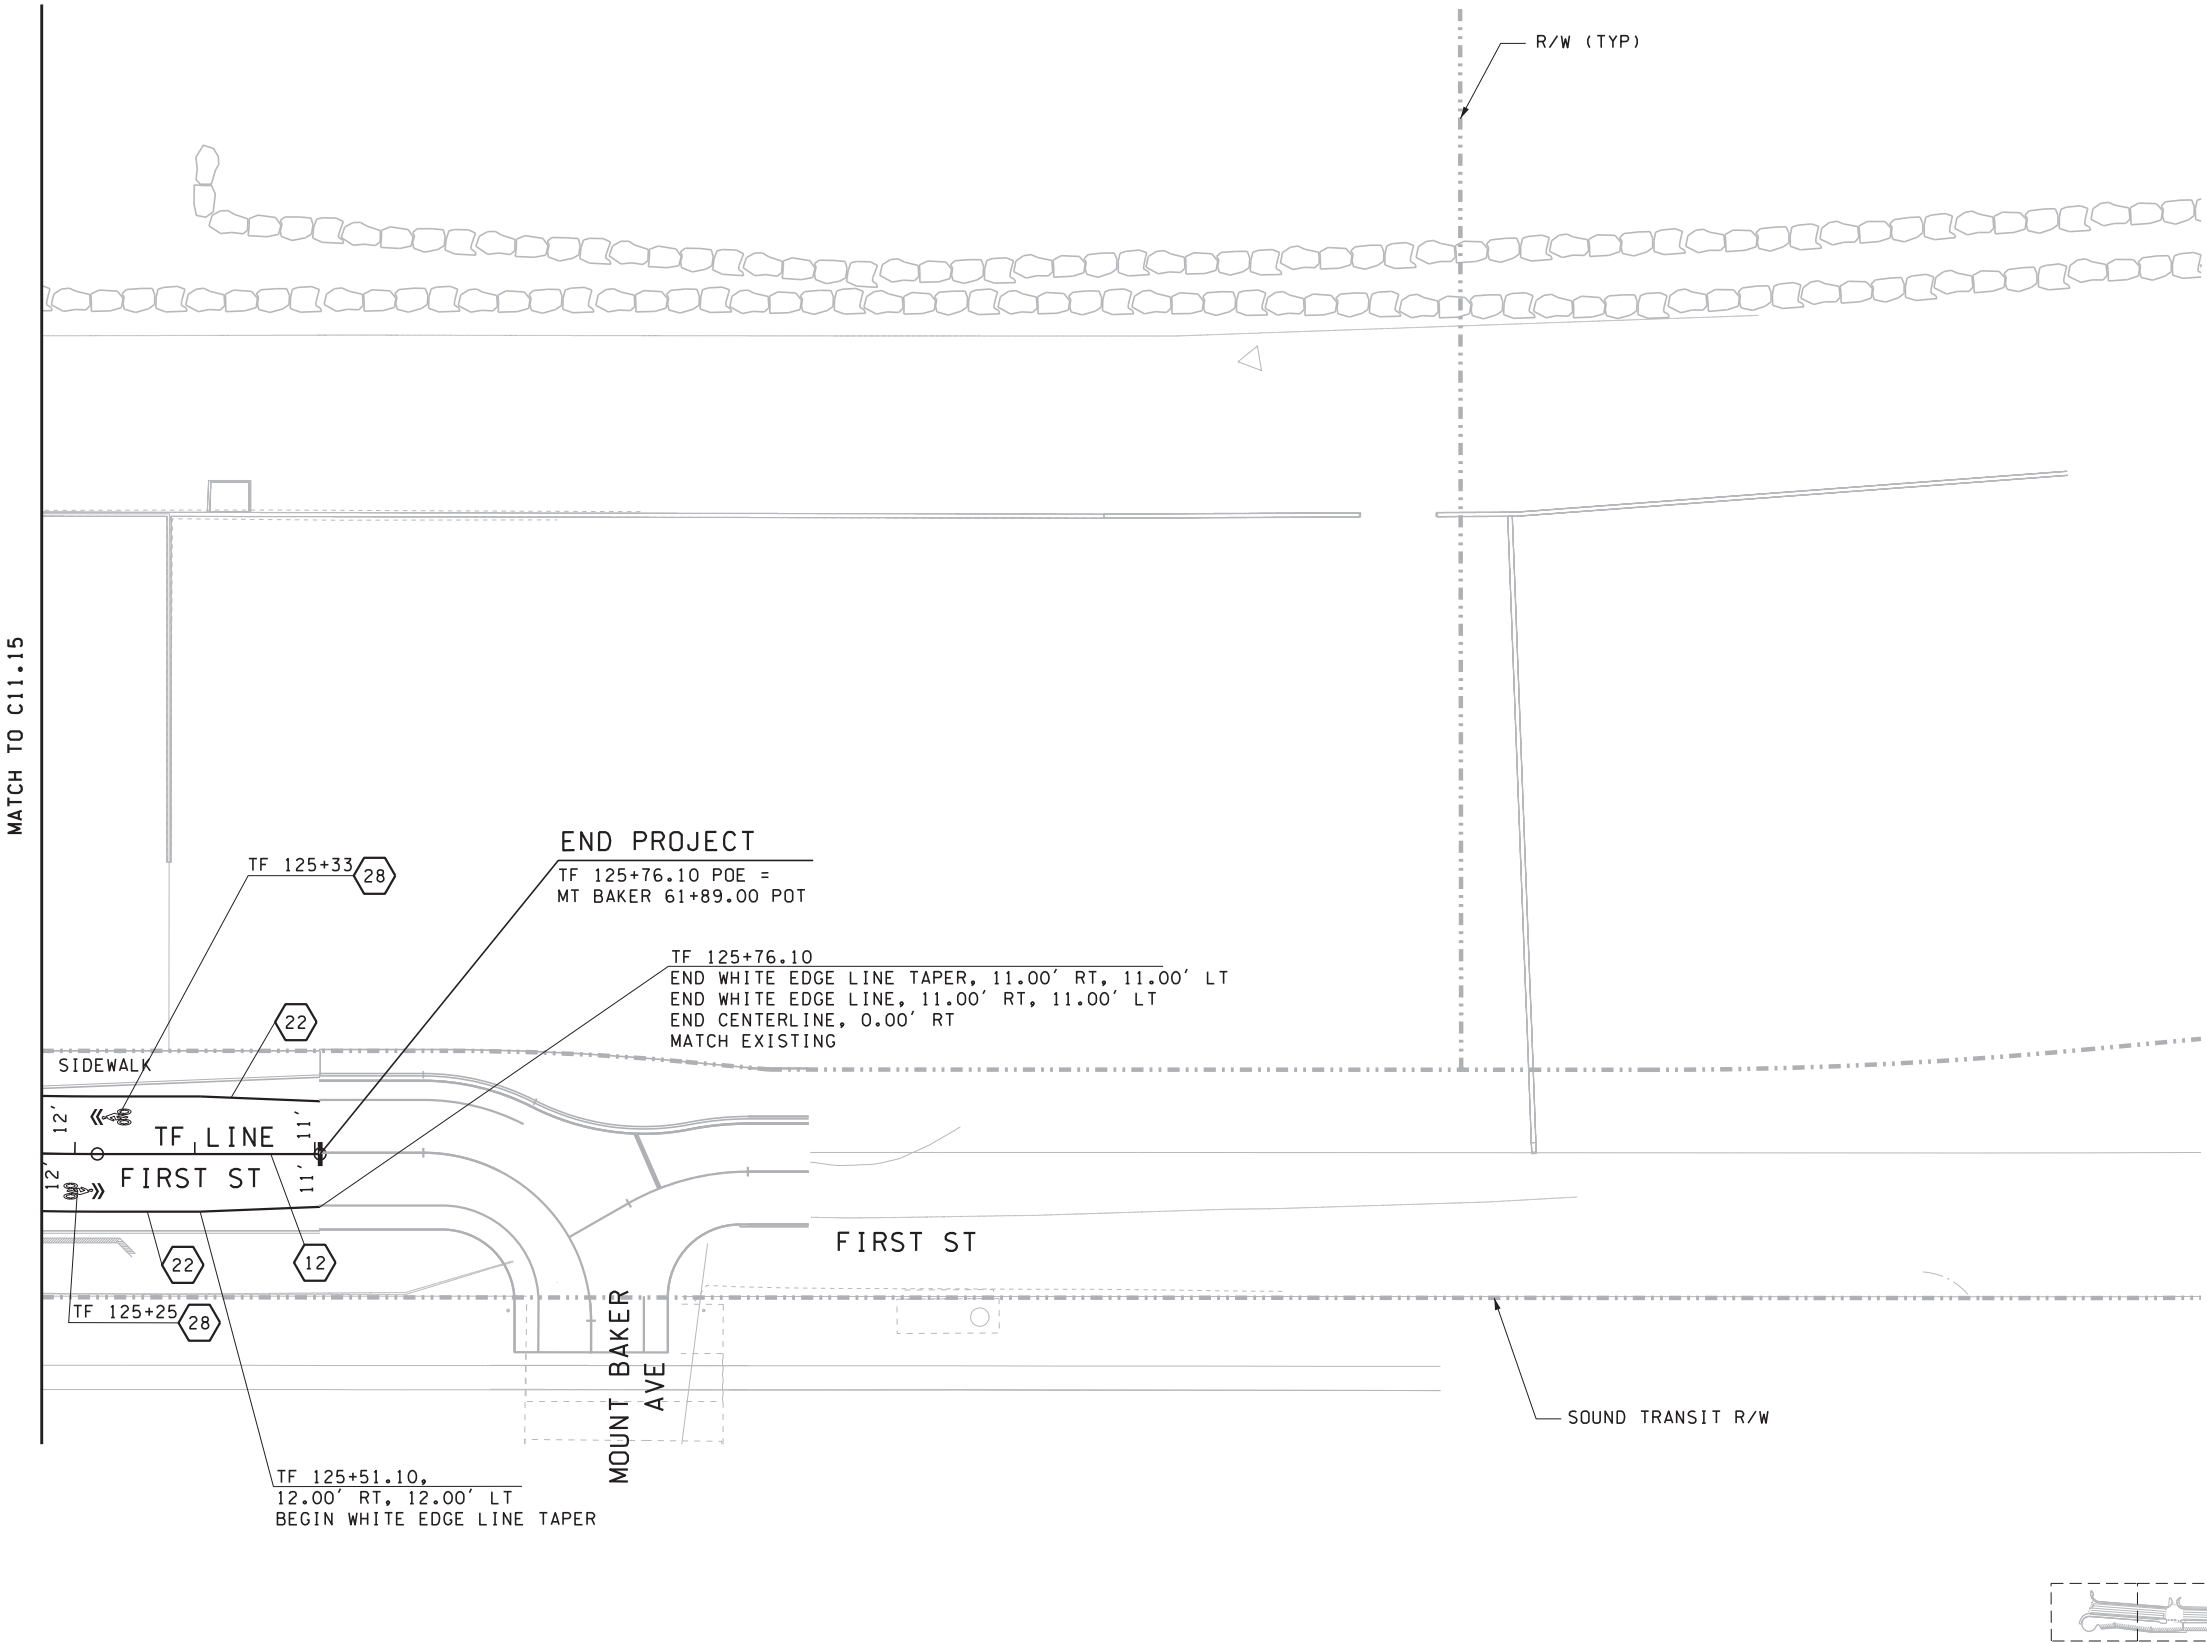 R/W (TYP)
MATCH TO C11.15
END PROJECT
TF 125+76.10 POE =
MT BAKER 61+89.00 POT
TF 125+33
28
TF 125+76.10
END WHITE EDGE LINE TAPER, 11.00' RT, 11.00' LT
END WHITE EDGE LINE, 11.00' RT, 11.00' LT
END CENTERLINE, 0.00' RT
MATCH EXISTING
22
SIDEWALK
12'
11'
TF LINE
12'
FIRST ST
11'
FIRST ST
22
12
TF 125+25
28
MOUNT BAKER
AVE
SOUND TRANSIT R/W
TF 125+51.10,
12.00' RT, 12.00' LT
BEGIN WHITE EDGE LINE TAPER